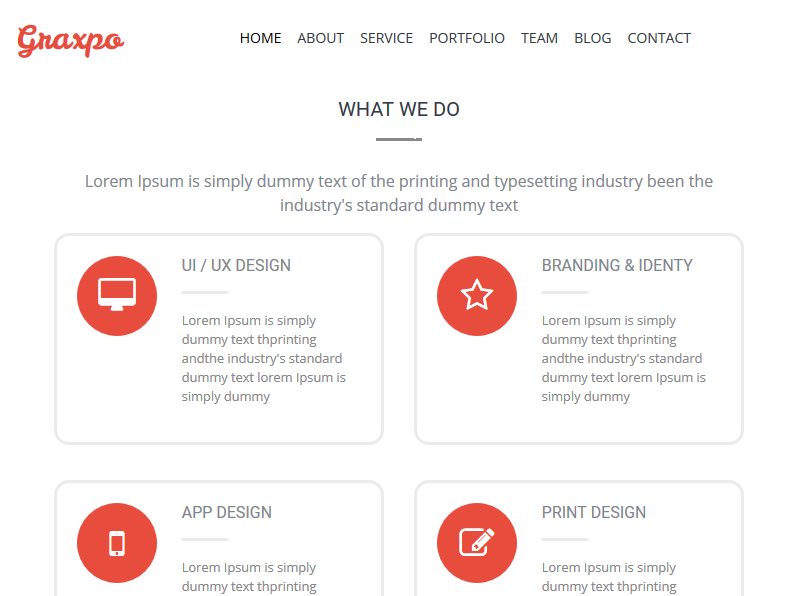 Graxpo
HOME ABOUT SERVICE PORTFOLIO TEAM BLOG CONTACT
WHAT WE DO
Lorem Ipsum is simply dummy text of the printing and typesetting industry been the
industry's standard dummy text
UI / UX DESIGN
Lorem Ipsum is simply
dummy text thprinting
andthe industry's standard
dummy text lorem Ipsum is
simply dummy
BRANDING & IDENTY
Lorem Ipsum is simply
dummy text thprinting
andthe industry's standard
dummy text lorem Ipsum is
simply dummy
APP DESIGN
Lorem Ipsum is simply
dummy text thprinting
PRINT DESIGN
Lorem Ipsum is simply
dummy text thprinting